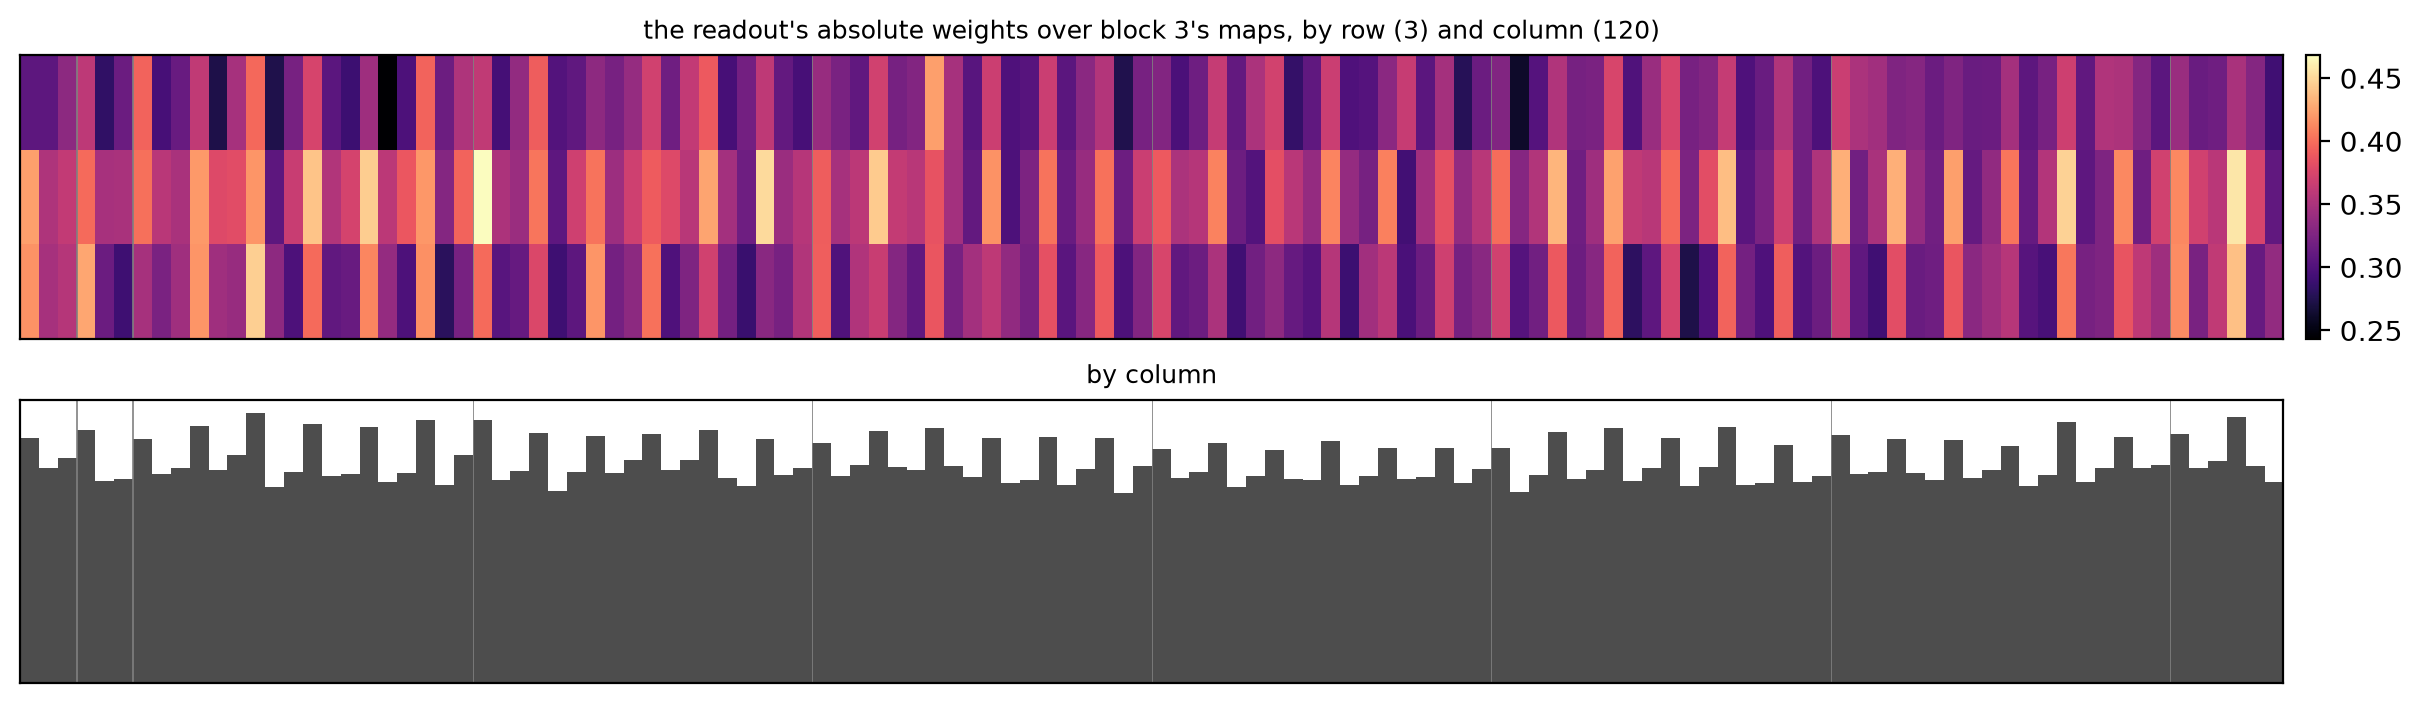 the readout's absolute weights over block 3's maps, by row (3) and column (120)
0.45
0.40
0.35
0.30
0.25
by column